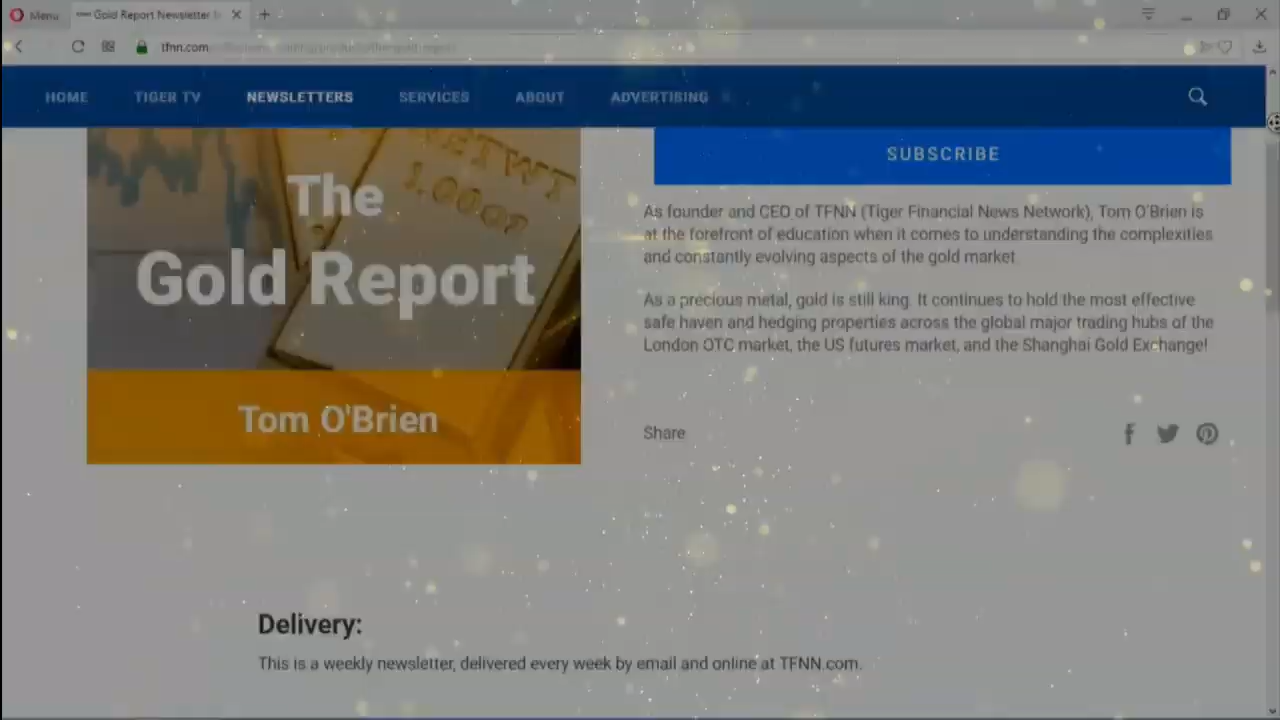 Menu
Gold Report Newsletter
tfnn.com
HOME TIGER TV NEWSLETTERS SERVICES ABOUT ADVERTISING
The
Gold Report
Tom O'Brien
SUBSCRIBE
As founder and CEO of TFNN (Tiger Financial News Network), Tom O'Brien is
at the forefront of education when it comes to understanding the complexities
and constantly evolving aspects of the gold market.
As a precious metal, gold is still king. It continues to hold the most effective
safe haven and hedging properties across the global major trading hubs of the
London OTC market, the US futures market, and the Shanghai Gold Exchange!
Share
Delivery:
This is a weekly newsletter, delivered every week by email and online at TFNN.com.